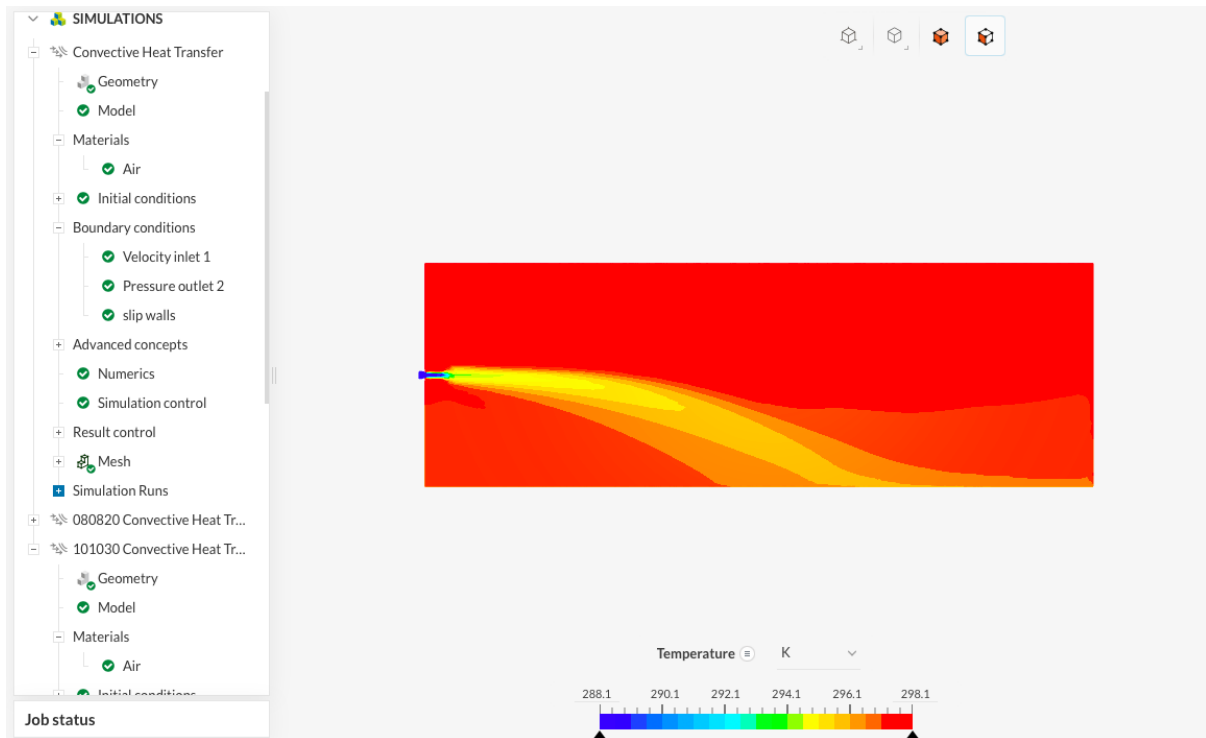 SIMULATIONS
Convective Heat Transfer
Geometry
Model
Materials
Air
Initial conditions
Boundary conditions
Velocity inlet 1
Pressure outlet 2
slip walls
Advanced concepts
Numerics
Simulation control
Result control
Mesh
Simulation Runs
080820 Convective Heat Tr...
101030 Convective Heat Tr...
Geometry
Model
Materials
Air
Initial conditions
Job status
Temperature K
288.1 290.1 292.1 294.1 296.1 298.1